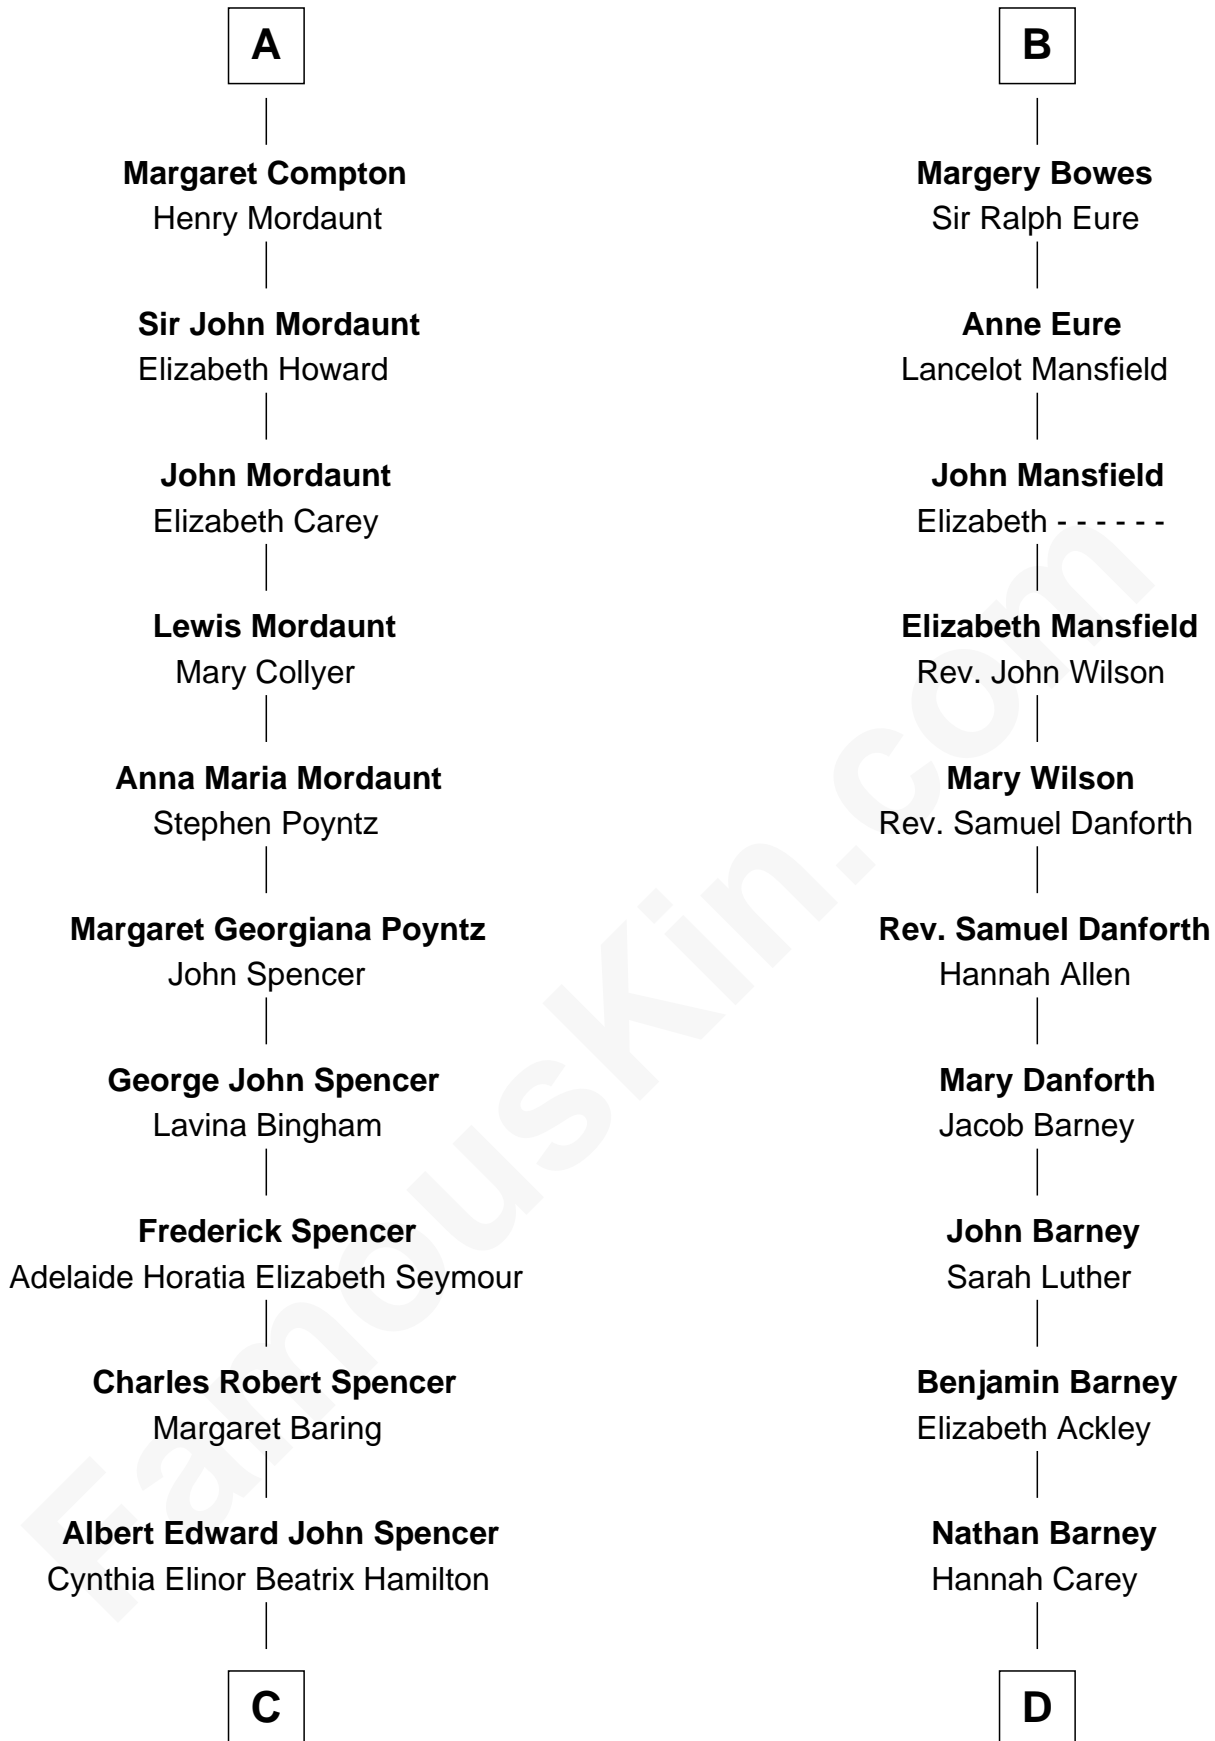 A
Margaret Compton
Henry Mordaunt
Sir John Mordaunt
Elizabeth Howard
John Mordaunt
Elizabeth Carey
Lewis Mordaunt
Mary Collyer
Anna Maria Mordaunt
Stephen Poyntz
Margaret Georgiana Poyntz
John Spencer
George John Spencer
Lavina Bingham
Frederick Spencer
Adelaide Horatia Elizabeth Seymour
Charles Robert Spencer
Margaret Baring
Albert Edward John Spencer
Cynthia Elinor Beatrix Hamilton
C
B
Margery Bowes
Sir Ralph Eure
Anne Eure
Lancelot Mansfield
John Mansfield
Elizabeth - - - - - -
Elizabeth Mansfield
Rev. John Wilson
Mary Wilson
Rev. Samuel Danforth
Rev. Samuel Danforth
Hannah Allen
Mary Danforth
Jacob Barney
John Barney
Sarah Luther
Benjamin Barney
Elizabeth Ackley
Nathan Barney
Hannah Carey
D
FamousKin.com